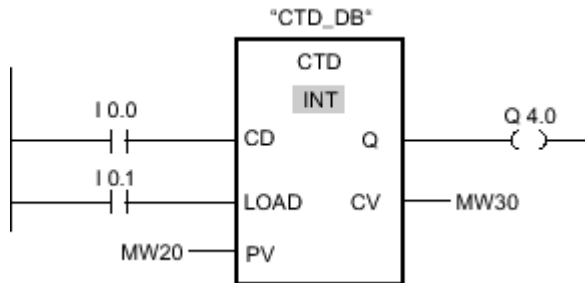 "CTD_DB"
CTD
INT
I 0.0
Q 4.0
CD
Q
I 0.1
LOAD
CV
MW30
MW20
PV